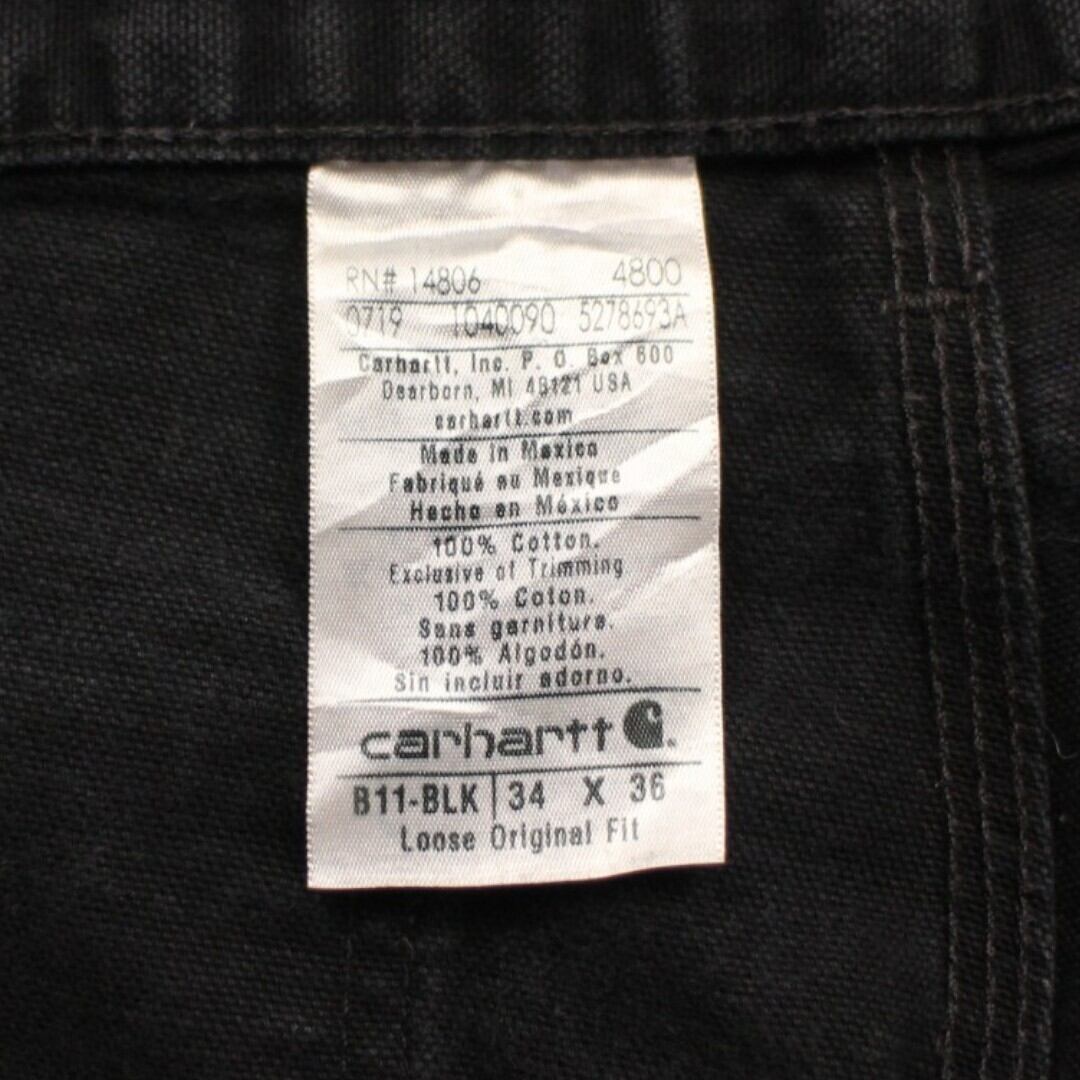 RN# 14806 4800
0719 1040090 5278693A
Carhartt, Inc. P. O. Box 600
Dearborn, MI 48121 USA
carhartt.com
Made in Mexico
Fabriqué au Mexique
Hecho en México
100% Cotton.
Exclusive of Trimming
100% Coton.
Sans garniture.
100% Algodón.
Sin incluir adorno.
carhartt
B11-BLK 34 X 36
Loose Original Fit